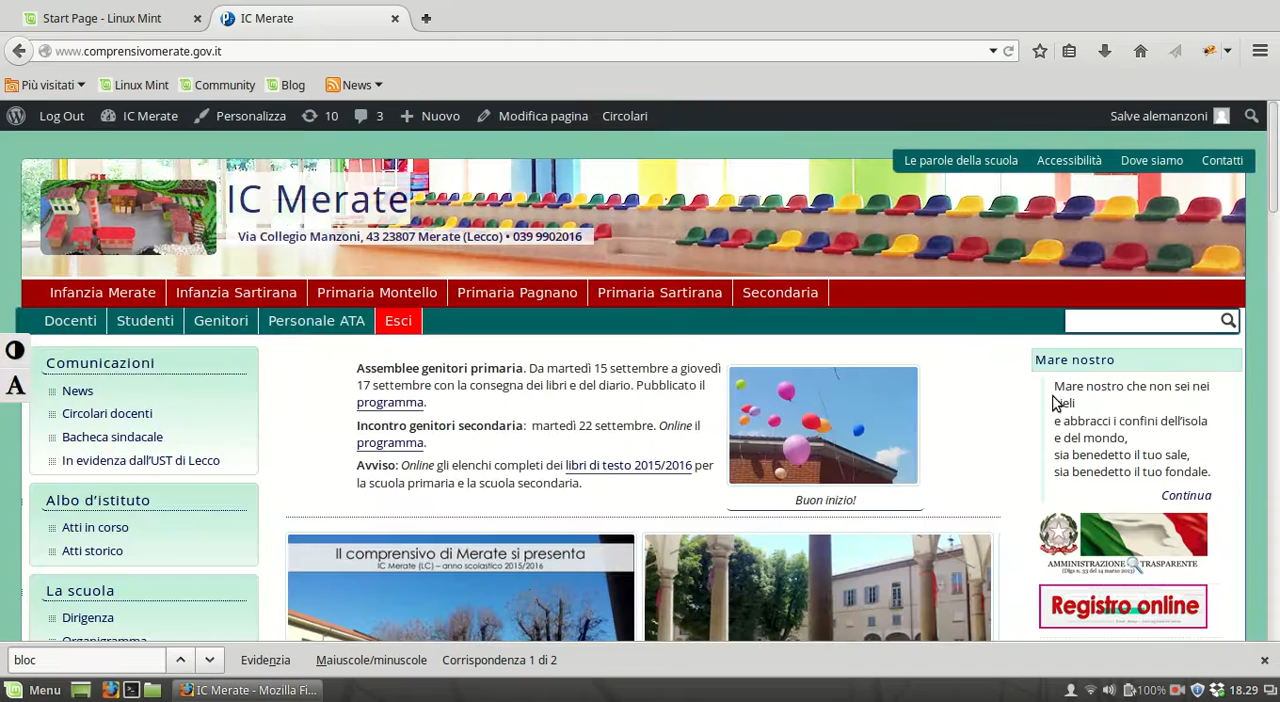 Start Page - Linux Mint
IC Merate
www.comprensivomerate.gov.it
Più visitati
Linux Mint
Community
Blog
News
Log Out
IC Merate
Personalizza
10
3
Nuovo
Modifica pagina
Circolari
Salve alemanzoni
Le parole della scuola
Accessibilità
Dove siamo
Contatti
IC Merate
Via Collegio Manzoni, 43 23807 Merate (Lecco) • 039 9902016
Infanzia Merate
Infanzia Sartirana
Primaria Montello
Primaria Pagnano
Primaria Sartirana
Secondaria
Docenti
Studenti
Genitori
Personale ATA
Esci
A
Comunicazioni
News
Circolari docenti
Bacheca sindacale
In evidenza dall’UST di Lecco
Albo d’istituto
Atti in corso
Atti storico
La scuola
Dirigenza
Organigramma
Assemblee genitori primaria. Da martedì 15 settembre a giovedì
17 settembre con la consegna dei libri e del diario. Pubblicato il
programma.
Incontro genitori secondaria: martedì 22 settembre. Online il
programma.
Avviso: Online gli elenchi completi dei libri di testo 2015/2016 per
la scuola primaria e la scuola secondaria.
Buon inizio!
Il comprensivo di Merate si presenta
IC Merate (LC) – anno scolastico 2015/2016
Mare nostro
Mare nostro che non sei nei
cieli
e abbracci i confini dell’isola
e del mondo,
sia benedetto il tuo sale,
sia benedetto il tuo fondale.
Continua
AMMINISTRAZIONE TRASPARENTE
(Dlgs n. 33 del 14 marzo 2013)
Registro online
bloc
Evidenzia
Maiuscole/minuscole
Corrispondenza 1 di 2
Menu
IC Merate - Mozilla Fi...
100%
18.29